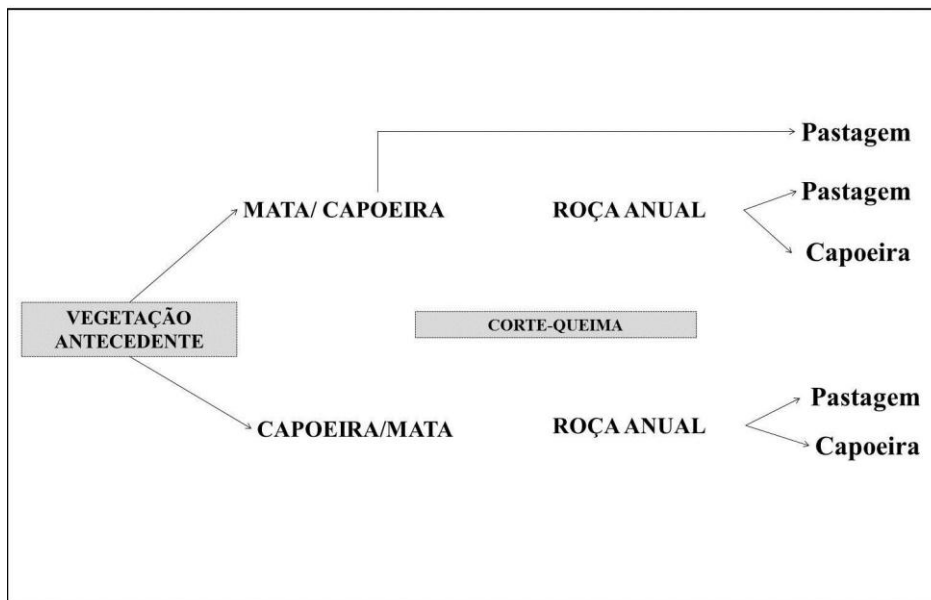 Pastagem
MATA/ CAPOEIRA
ROÇA ANUAL
Pastagem
Capoeira
VEGETAÇÃO
ANTECEDENTE
CORTE-QUEIMA
CAPOEIRA/MATA
ROÇA ANUAL
Pastagem
Capoeira